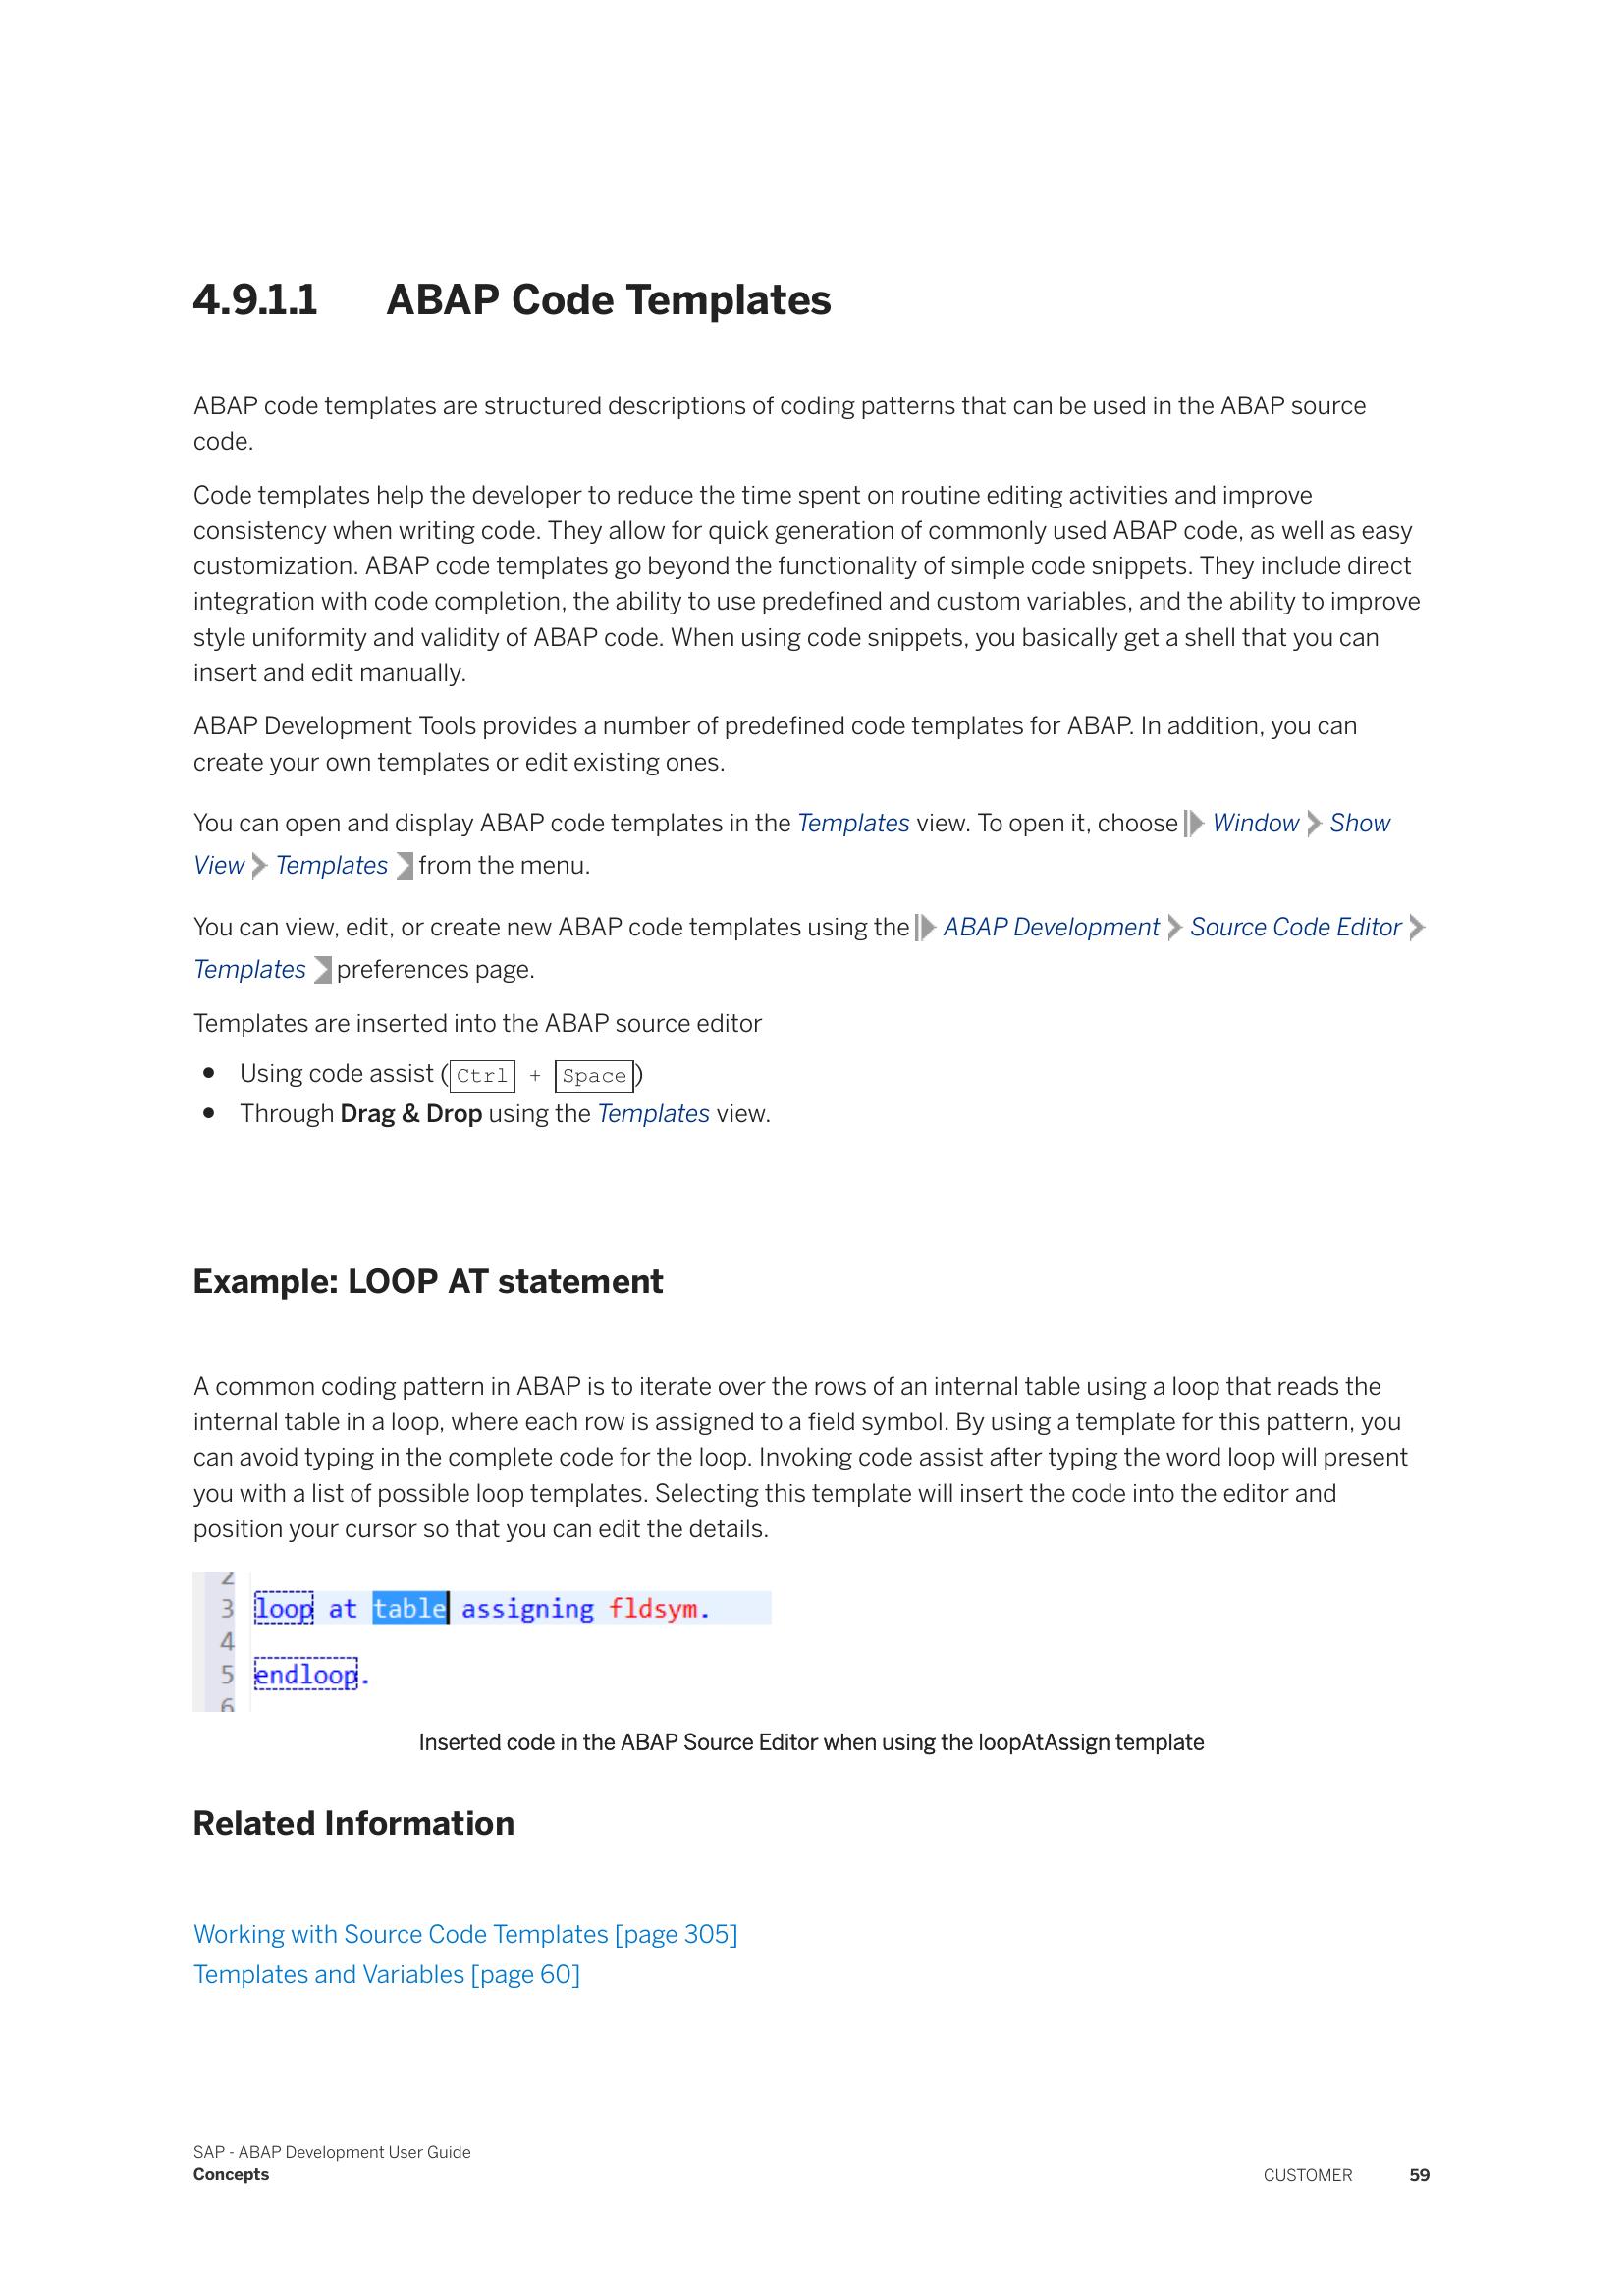 4.9.1.1 ABAP Code Templates
ABAP code templates are structured descriptions of coding patterns that can be used in the ABAP source
code.
Code templates help the developer to reduce the time spent on routine editing activities and improve
consistency when writing code. They allow for quick generation of commonly used ABAP code, as well as easy
customization. ABAP code templates go beyond the functionality of simple code snippets. They include direct
integration with code completion, the ability to use predefined and custom variables, and the ability to improve
style uniformity and validity of ABAP code. When using code snippets, you basically get a shell that you can
insert and edit manually.
ABAP Development Tools provides a number of predefined code templates for ABAP. In addition, you can
create your own templates or edit existing ones.
You can open and display ABAP code templates in the Templates view. To open it, choose Window Show
View Templates from the menu.
You can view, edit, or create new ABAP code templates using the ABAP Development Source Code Editor
Templates preferences page.
Templates are inserted into the ABAP source editor
● Using code assist (Ctrl + Space)
● Through Drag & Drop using the Templates view.
Example: LOOP AT statement
A common coding pattern in ABAP is to iterate over the rows of an internal table using a loop that reads the
internal table in a loop, where each row is assigned to a field symbol. By using a template for this pattern, you
can avoid typing in the complete code for the loop. Invoking code assist after typing the word loop will present
you with a list of possible loop templates. Selecting this template will insert the code into the editor and
position your cursor so that you can edit the details.
2
3 loop at table assigning fldsym.
4
5 endloop.
6
Inserted code in the ABAP Source Editor when using the loopAtAssign template
Related Information
Working with Source Code Templates [page 305]
Templates and Variables [page 60]
SAP - ABAP Development User Guide
Concepts
CUSTOMER 59